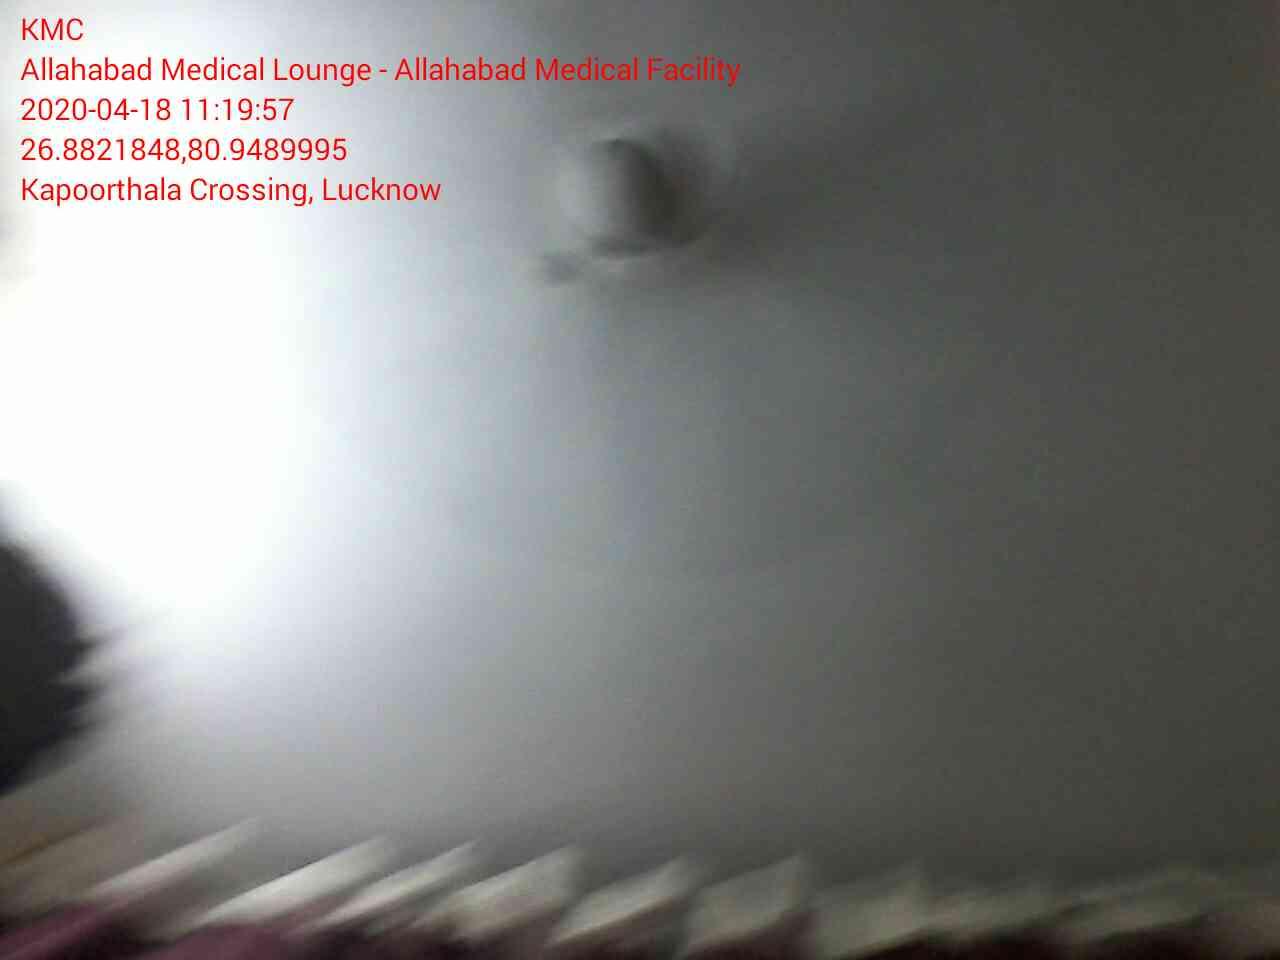 KMC
Allahabad Medical Lounge - Allahabad Medical Facility
2020-04-18 11:19:57
26.8821848,80.9489995
Kapoorthala Crossing, Lucknow